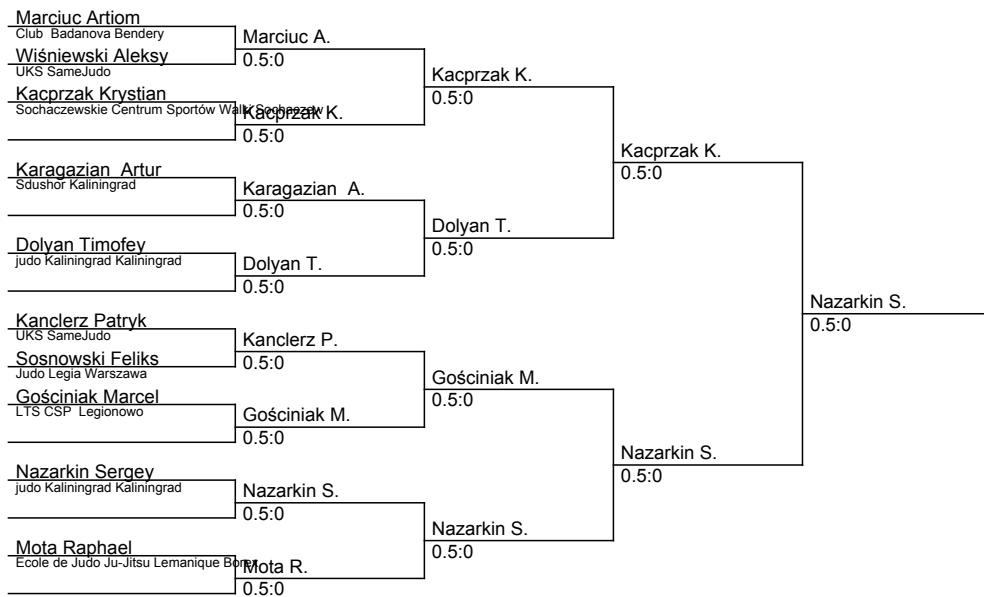 Marciuc Artiom
Club  Badanova Bendery
Wiśniewski Aleksy
UKS SameJudo
Kacprzak Krystian
Sochaczewskie Centrum Sportów Walki Sochaczew
Karagazian  Artur
Sdushor Kaliningrad
Dolyan Timofey
judo Kaliningrad Kaliningrad
Kanclerz Patryk
UKS SameJudo
Sosnowski Feliks
Judo Legia Warszawa
Gościniak Marcel
LTS CSP  Legionowo
Nazarkin Sergey
judo Kaliningrad Kaliningrad
Mota Raphael
Ecole de Judo Ju-Jitsu Lemanique Borex
Marciuc A.
0.5:0
Kacprzak K.
0.5:0
Karagazian  A.
0.5:0
Dolyan T.
0.5:0
Kanclerz P.
0.5:0
Gościniak M.
0.5:0
Nazarkin S.
0.5:0
Mota R.
0.5:0
Kacprzak K.
0.5:0
Dolyan T.
0.5:0
Gościniak M.
0.5:0
Nazarkin S.
0.5:0
Kacprzak K.
0.5:0
Nazarkin S.
0.5:0
Nazarkin S.
0.5:0